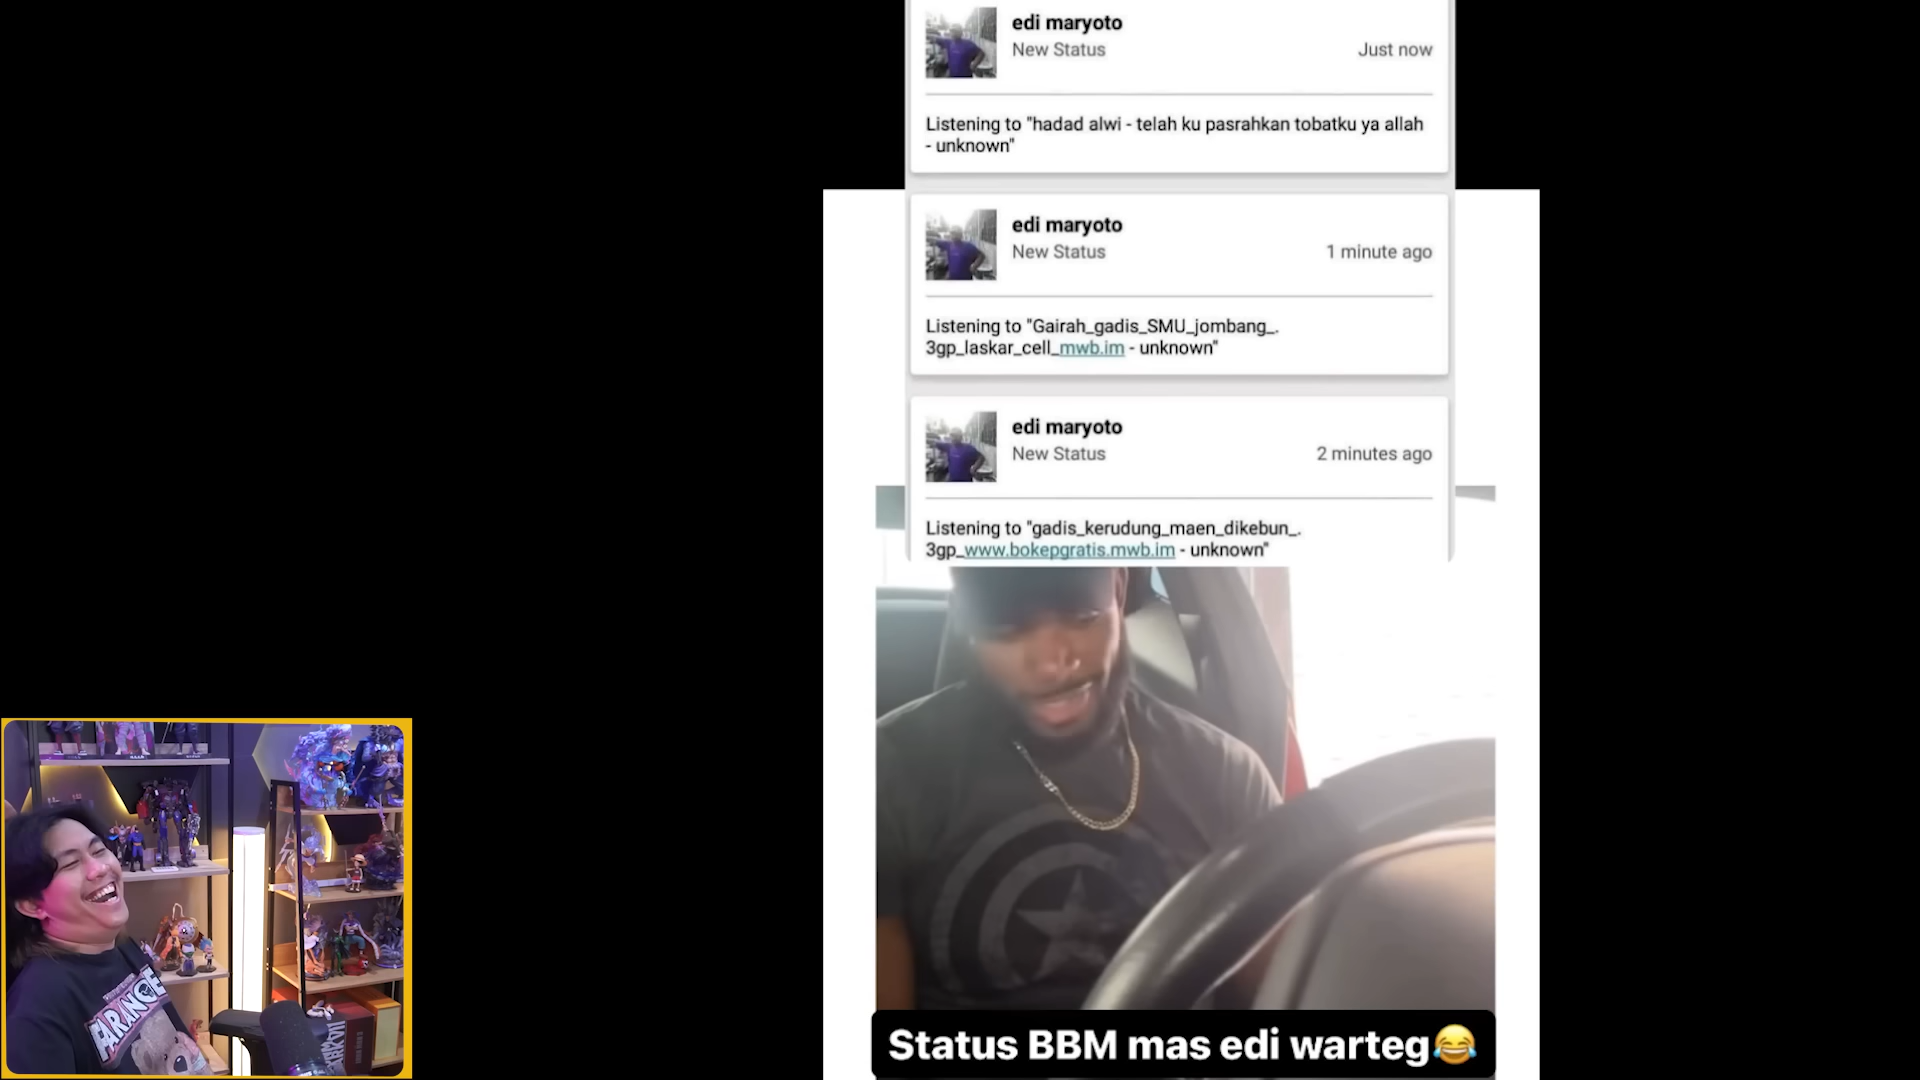 edi maryoto
New Status
Just now
Listening to "hadad alwi - telah ku pasrahkan tobatku ya allah
- unknown"
edi maryoto
New Status
1 minute ago
Listening to "Gairah_gadis_SMU_jombang_.
3gp_laskar_cell_mwb.im - unknown"
edi maryoto
New Status
2 minutes ago
Listening to "gadis_kerudung_maen_dikebun_.
3gp_www.bokepgratis.mwb.im - unknown"
Status BBM mas edi warteg😂